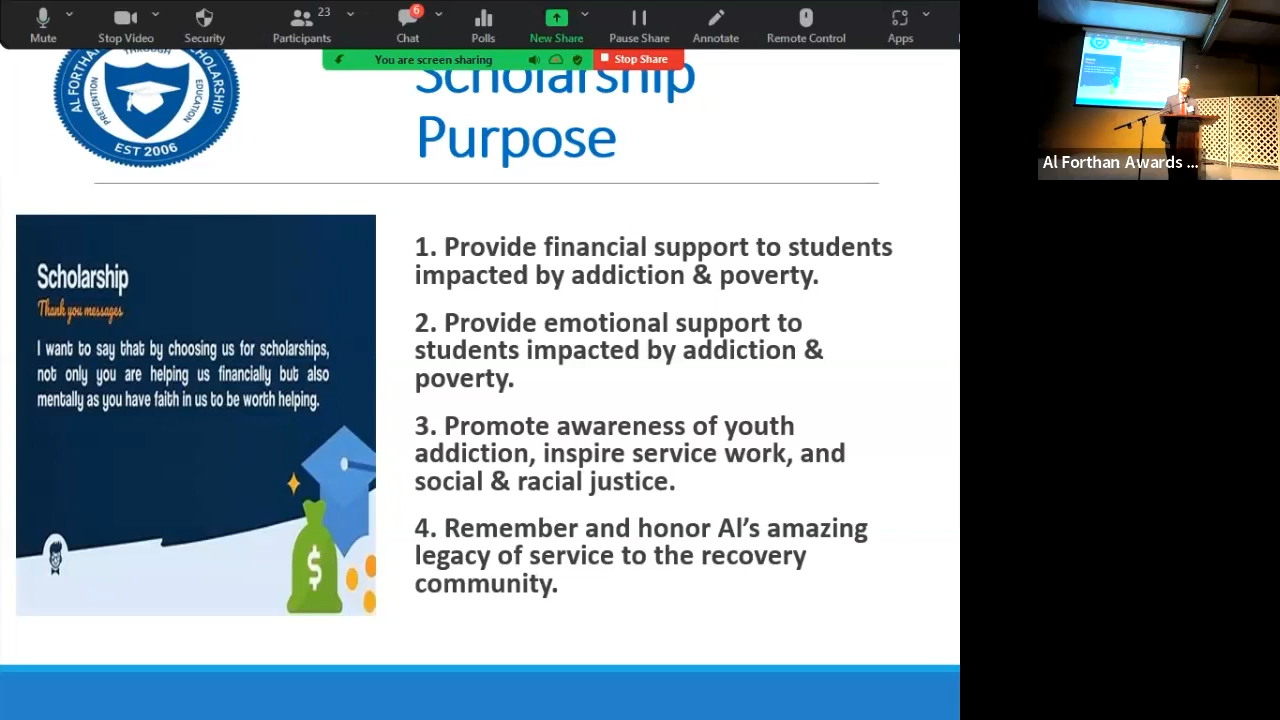 Mute
Stop Video
Security
Participants
23
Chat
6
Polls
New Share
Pause Share
Annotate
Remote Control
Apps
You are screen sharing
Stop Share
AL FORTHAN
THROUGH
SCHOLARSHIP
PREVENTION
EDUCATION
EST 2006
Scholarship
Purpose
Scholarship
Thank you messages
I want to say that by choosing us for scholarships,
not only you are helping us financially but also
mentally as you have faith in us to be worth helping.
$
1. Provide financial support to students
impacted by addiction & poverty.
2. Provide emotional support to
students impacted by addiction &
poverty.
3. Promote awareness of youth
addiction, inspire service work, and
social & racial justice.
4. Remember and honor Al’s amazing
legacy of service to the recovery
community.
Al Forthan Awards ...